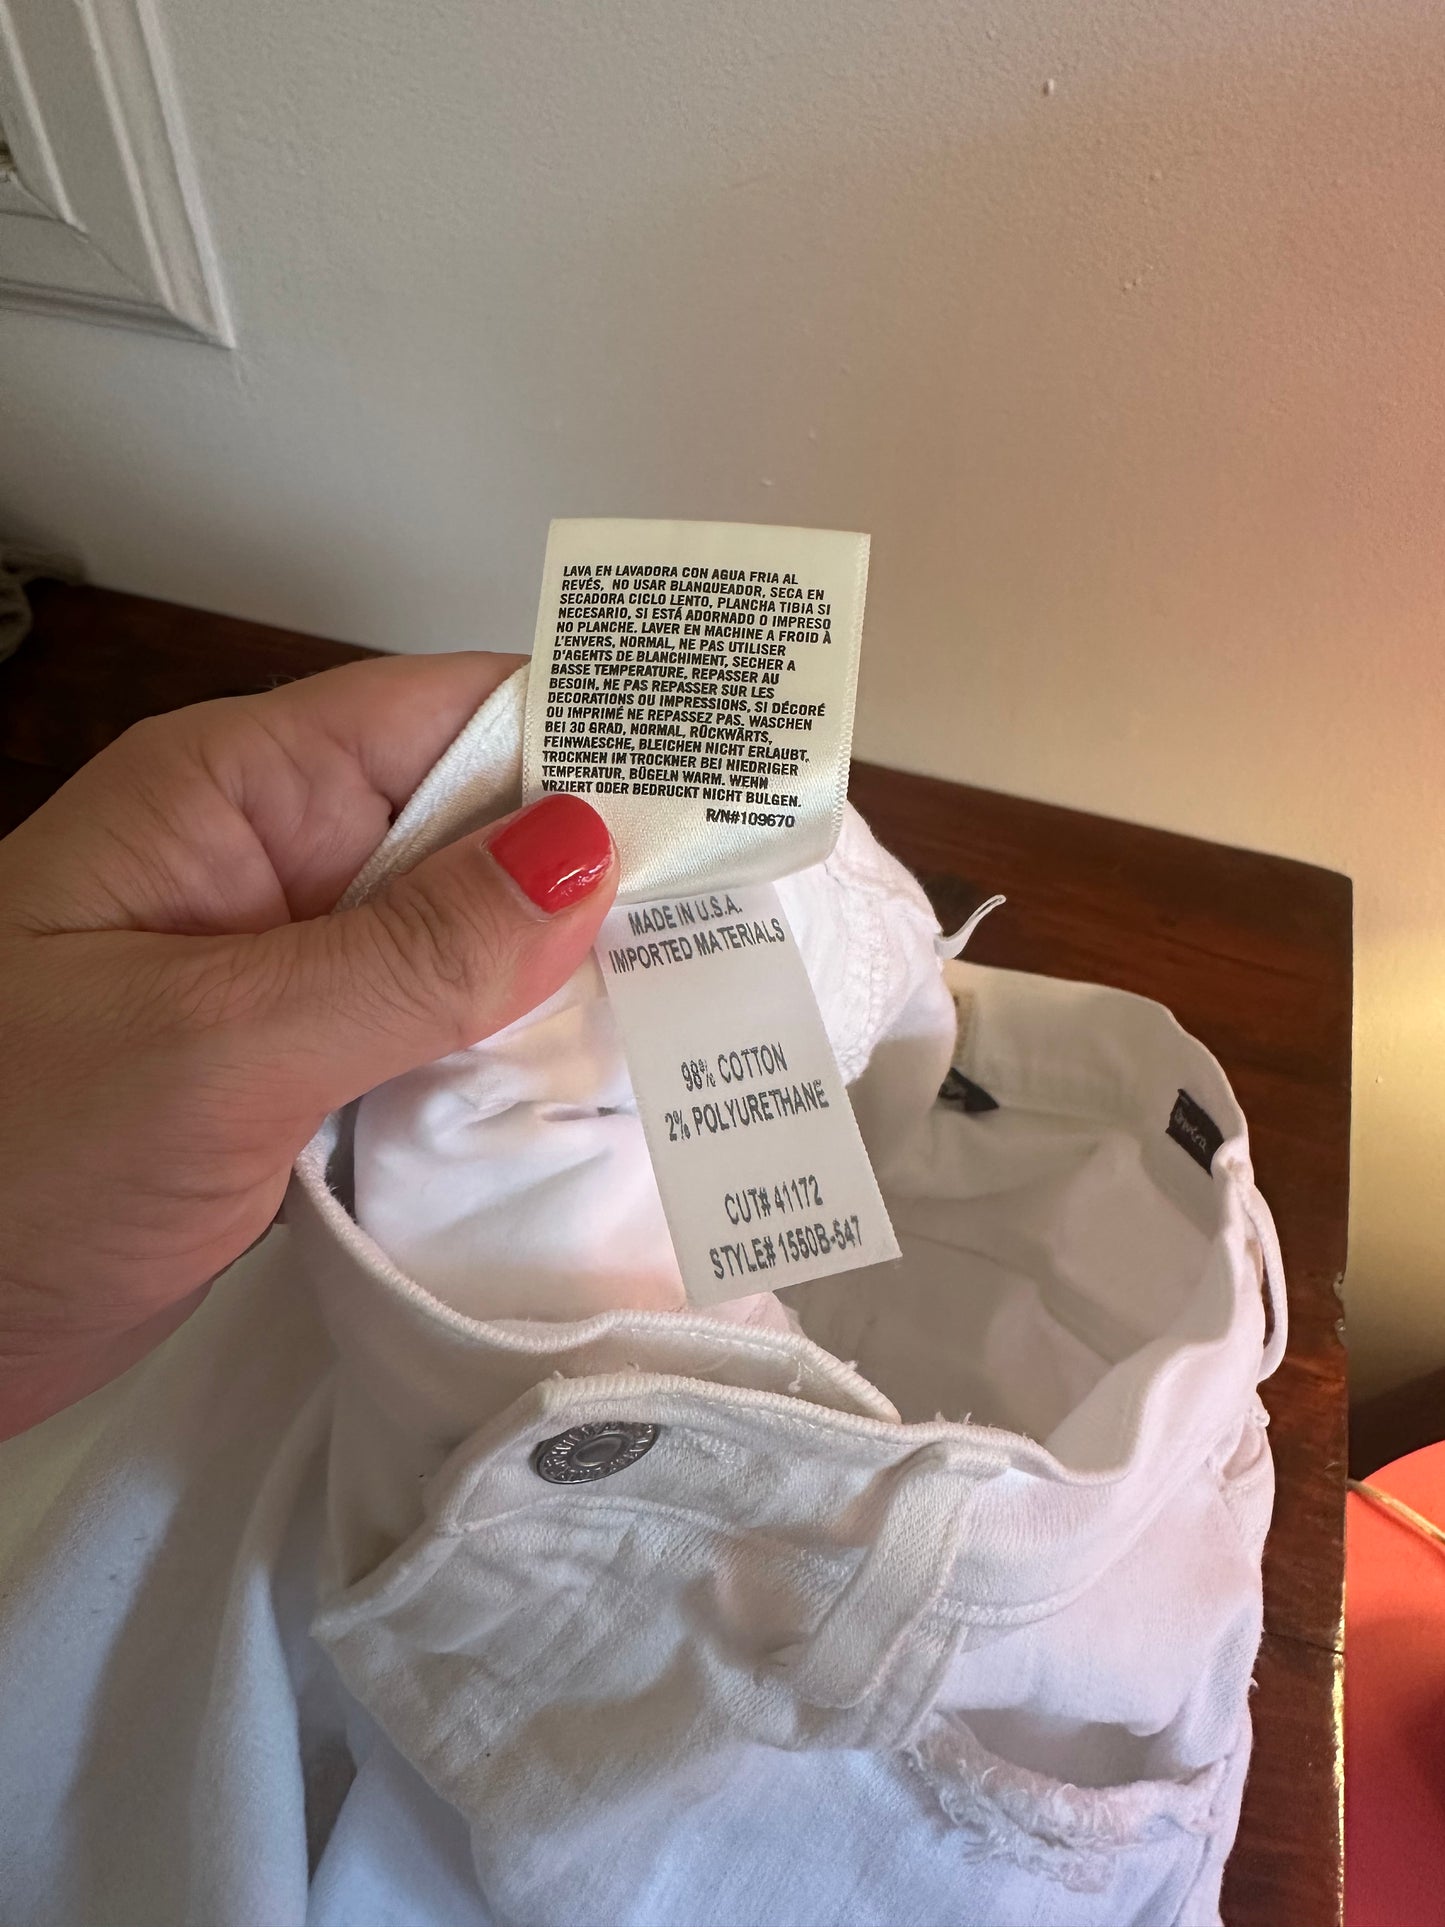 LAVA EN LAVADORA CON AGUA FRIA AL
REVÉS, NO USAR BLANQUEADOR, SECA EN
SECADORA CICLO LENTO, PLANCHA TIBIA SI
NECESARIO, SI ESTÁ ADORNADO O IMPRESO
NO PLANCHE. LAVER EN MACHINE A FROID À
L'ENVERS, NORMAL, NE PAS UTILISER
D'AGENTS DE BLANCHIMENT, SECHER A
BASSE TEMPERATURE, REPASSER AU
BESOIN, NE PAS REPASSER SUR LES
DECORATIONS OU IMPRESSIONS, SI DÉCORÉ
OU IMPRIMÉ NE REPASSEZ PAS. WASCHEN
BEI 30 GRAD, NORMAL, RÜCKWÄRTS,
FEINWAESCHE, BLEICHEN NICHT ERLAUBT,
TROCKNEN IM TROCKNER BEI NIEDRIGER
TEMPERATUR, BÜGELN WARM. WENN
VRZIERT ODER BEDRUCKT NICHT BULGEN.
R/N#109670
MADE IN U.S.A.
IMPORTED MATERIALS
98% COTTON
2% POLYURETHANE
CUT# 41172
STYLE# 1550B-547